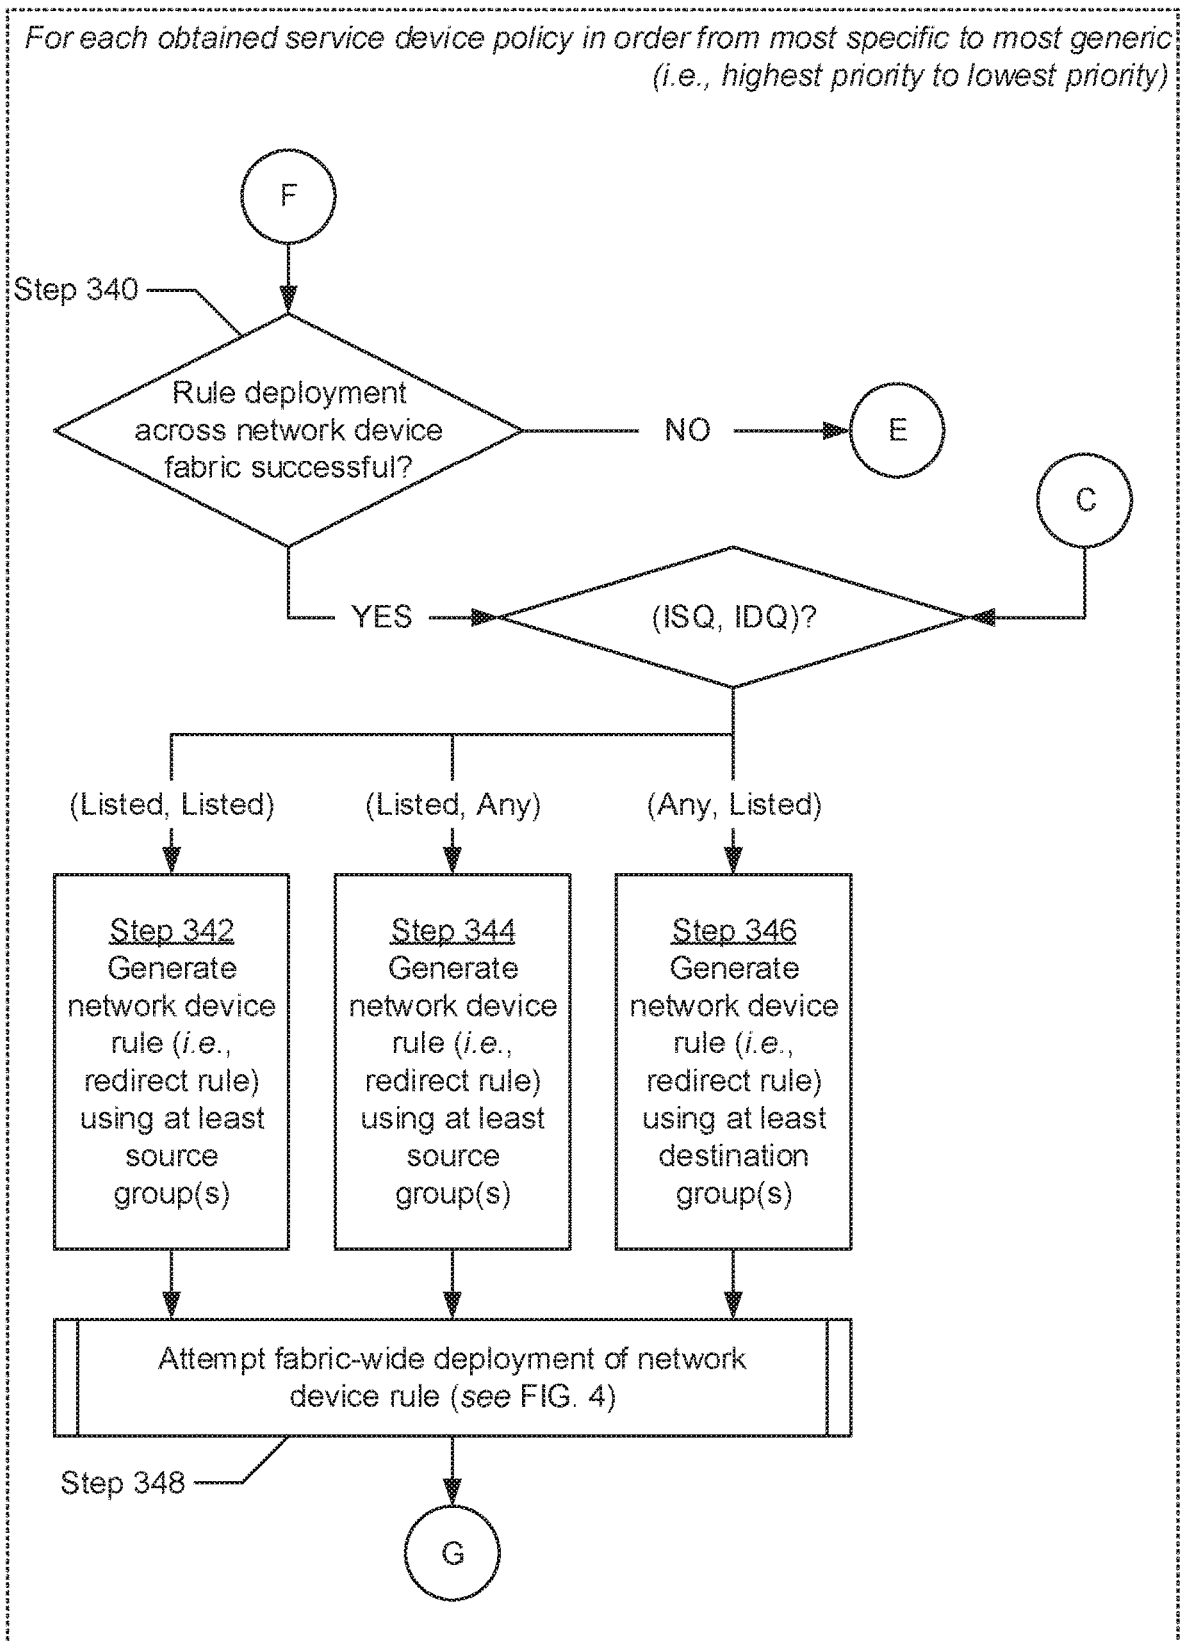 For each obtained service device policy in order from most specific to most generic
(i.e., highest priority to lowest priority)
F
Step 340
Rule deployment
across network device
fabric successful?
NO
E
C
YES
(ISQ, IDQ)?
(Listed, Listed)
(Listed, Any)
(Any, Listed)
Step 342
Generate
network device
rule (i.e.,
redirect rule)
using at least
source
group(s)
Step 344
Generate
network device
rule (i.e.,
redirect rule)
using at least
source
group(s)
Step 346
Generate
network device
rule (i.e.,
redirect rule)
using at least
destination
group(s)
Attempt fabric-wide deployment of network
device rule (see FIG. 4)
Step 348
G